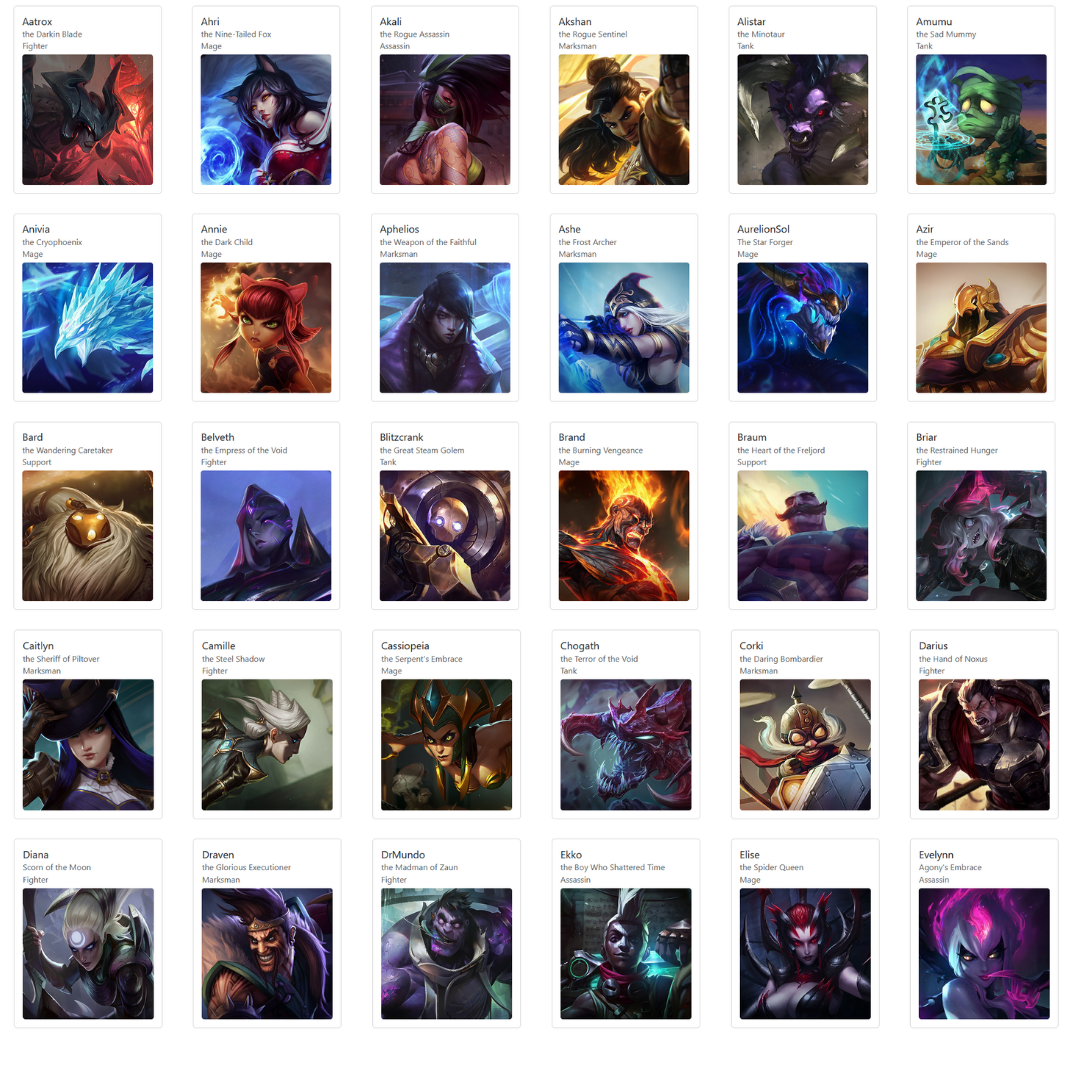 Aatrox
the Darkin Blade
Fighter
Ahri
the Nine-Tailed Fox
Mage
Akali
the Rogue Assassin
Assassin
Akshan
the Rogue Sentinel
Marksman
Alistar
the Minotaur
Tank
Amumu
the Sad Mummy
Tank
Anivia
the Cryophoenix
Mage
Annie
the Dark Child
Mage
Aphelios
the Weapon of the Faithful
Marksman
Ashe
the Frost Archer
Marksman
AurelionSol
The Star Forger
Mage
Azir
the Emperor of the Sands
Mage
Bard
the Wandering Caretaker
Support
Belveth
the Empress of the Void
Fighter
Blitzcrank
the Great Steam Golem
Tank
Brand
the Burning Vengeance
Mage
Braum
the Heart of the Freljord
Support
Briar
the Restrained Hunger
Fighter
Caitlyn
the Sheriff of Piltover
Marksman
Camille
the Steel Shadow
Fighter
Cassiopeia
the Serpent's Embrace
Mage
Chogath
the Terror of the Void
Tank
Corki
the Daring Bombardier
Marksman
Darius
the Hand of Noxus
Fighter
Diana
Scorn of the Moon
Fighter
Draven
the Glorious Executioner
Marksman
DrMundo
the Madman of Zaun
Fighter
Ekko
the Boy Who Shattered Time
Assassin
Elise
the Spider Queen
Mage
Evelynn
Agony's Embrace
Assassin